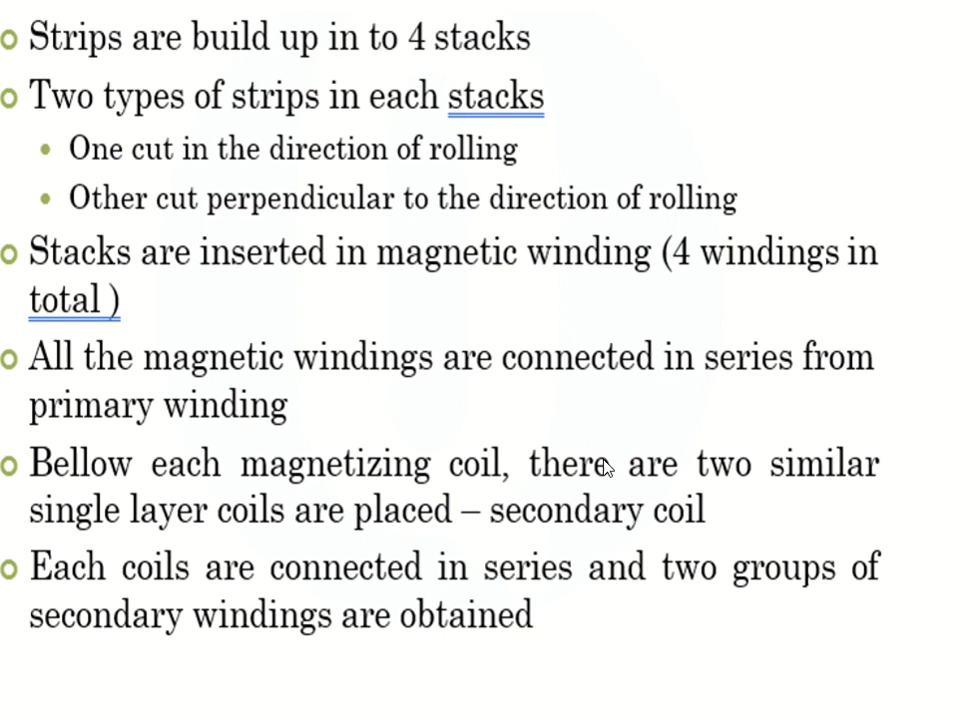 Strips are build up in to 4 stacks
Two types of strips in each stacks
One cut in the direction of rolling
Other cut perpendicular to the direction of rolling
Stacks are inserted in magnetic winding (4 windings in
total )
All the magnetic windings are connected in series from
primary winding
Bellow each magnetizing coil, there are two similar
single layer coils are placed – secondary coil
Each coils are connected in series and two groups of
secondary windings are obtained